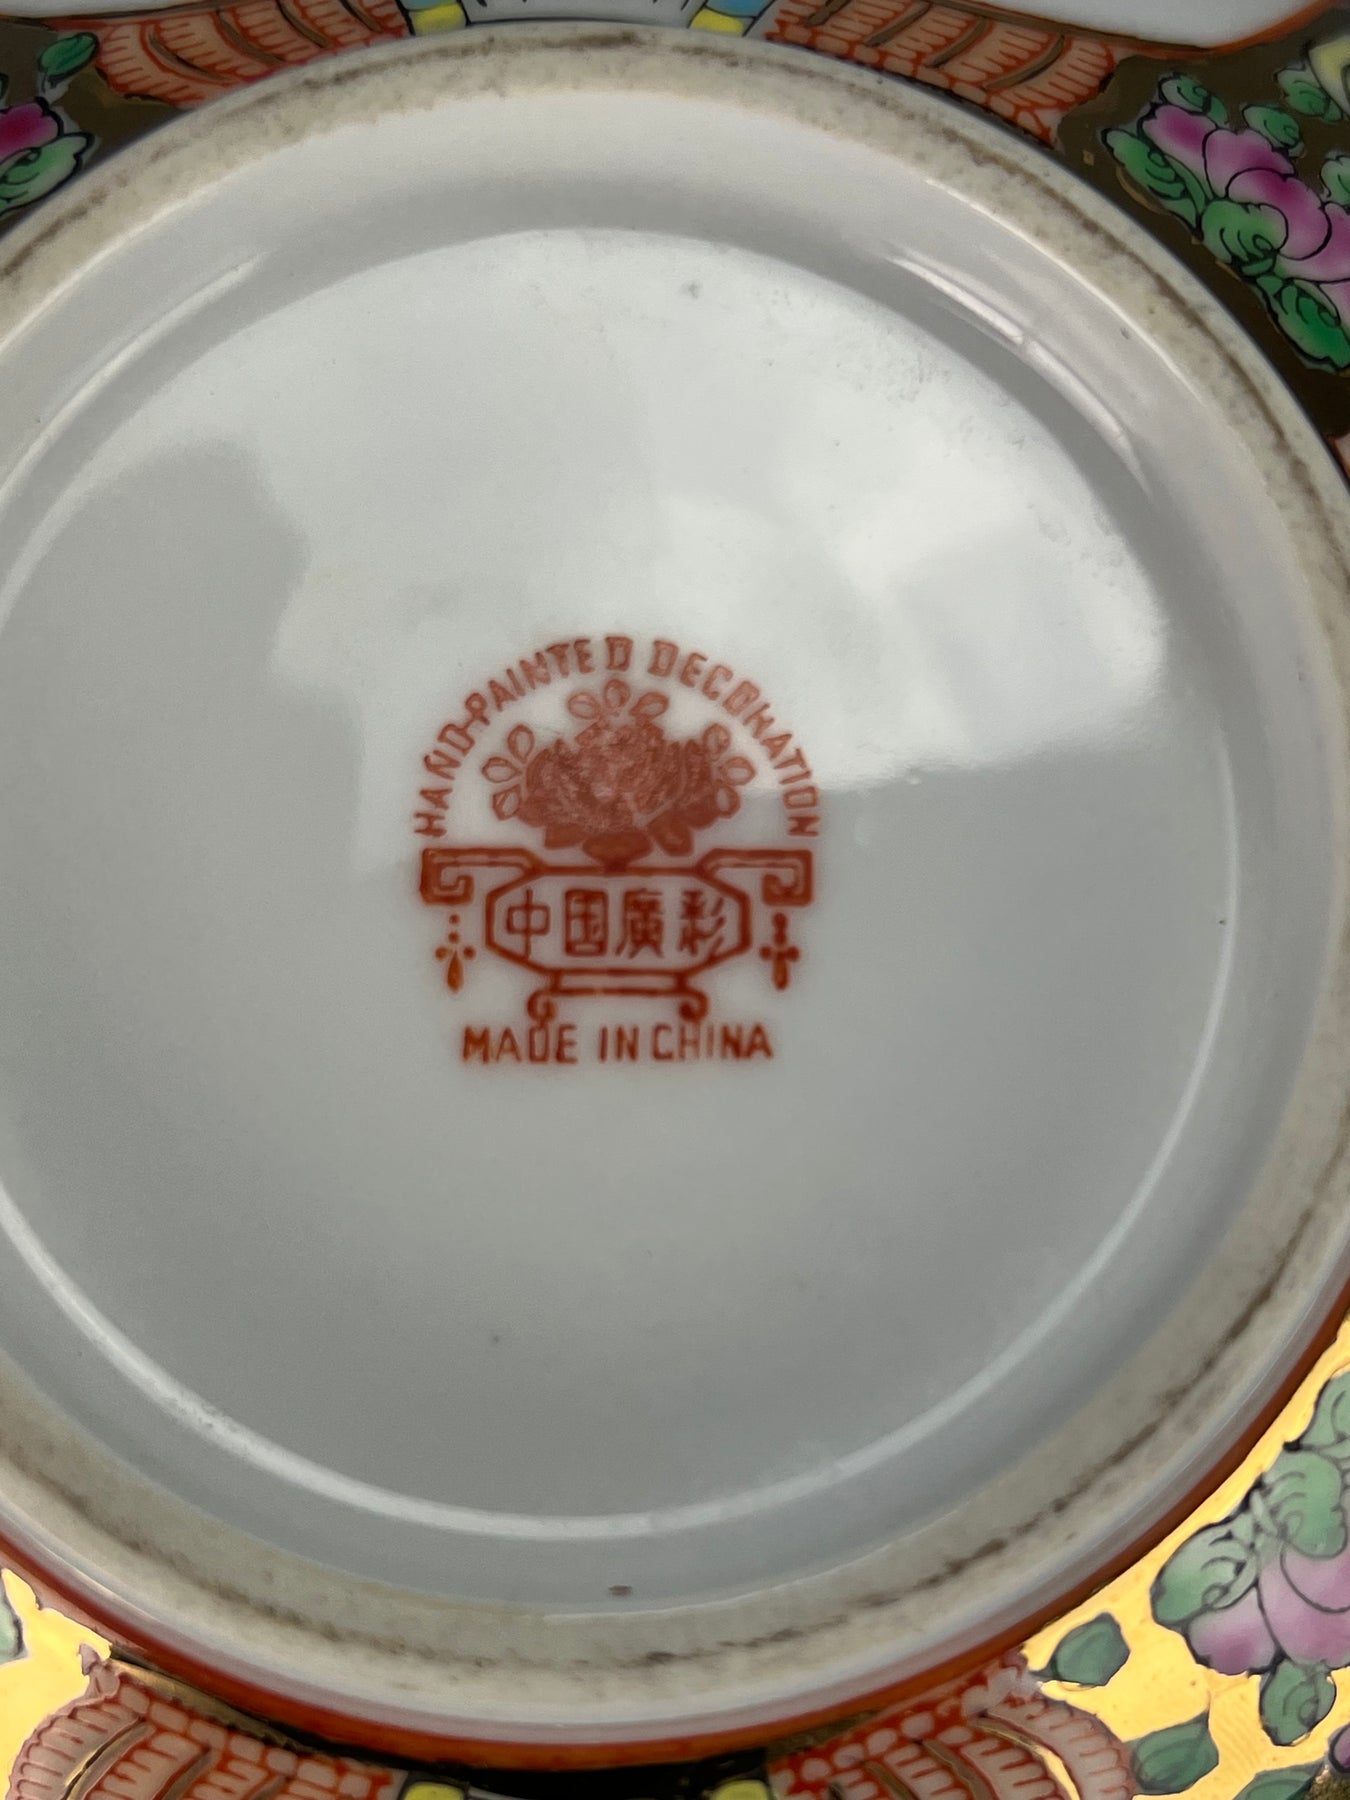 HAND-PAINTED DECORATION
中国廣彩
MADE IN CHINA